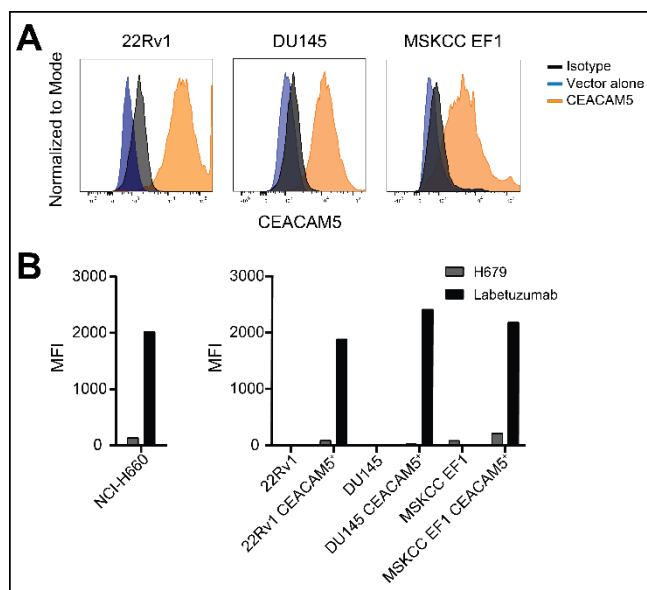 A
22Rv1
DU145
MSKCC EF1
Isotype
Vector alone
CEACAM5
Normalized to Mode
CEACAM5
B
H679
Labetuzumab
MFI
3000
2000
1000
0
NCI-H660
MFI
3000
2000
1000
0
22Rv1
22Rv1 CEACAM5⁺
DU145
DU145 CEACAM5⁺
MSKCC EF1
MSKCC EF1 CEACAM5⁺